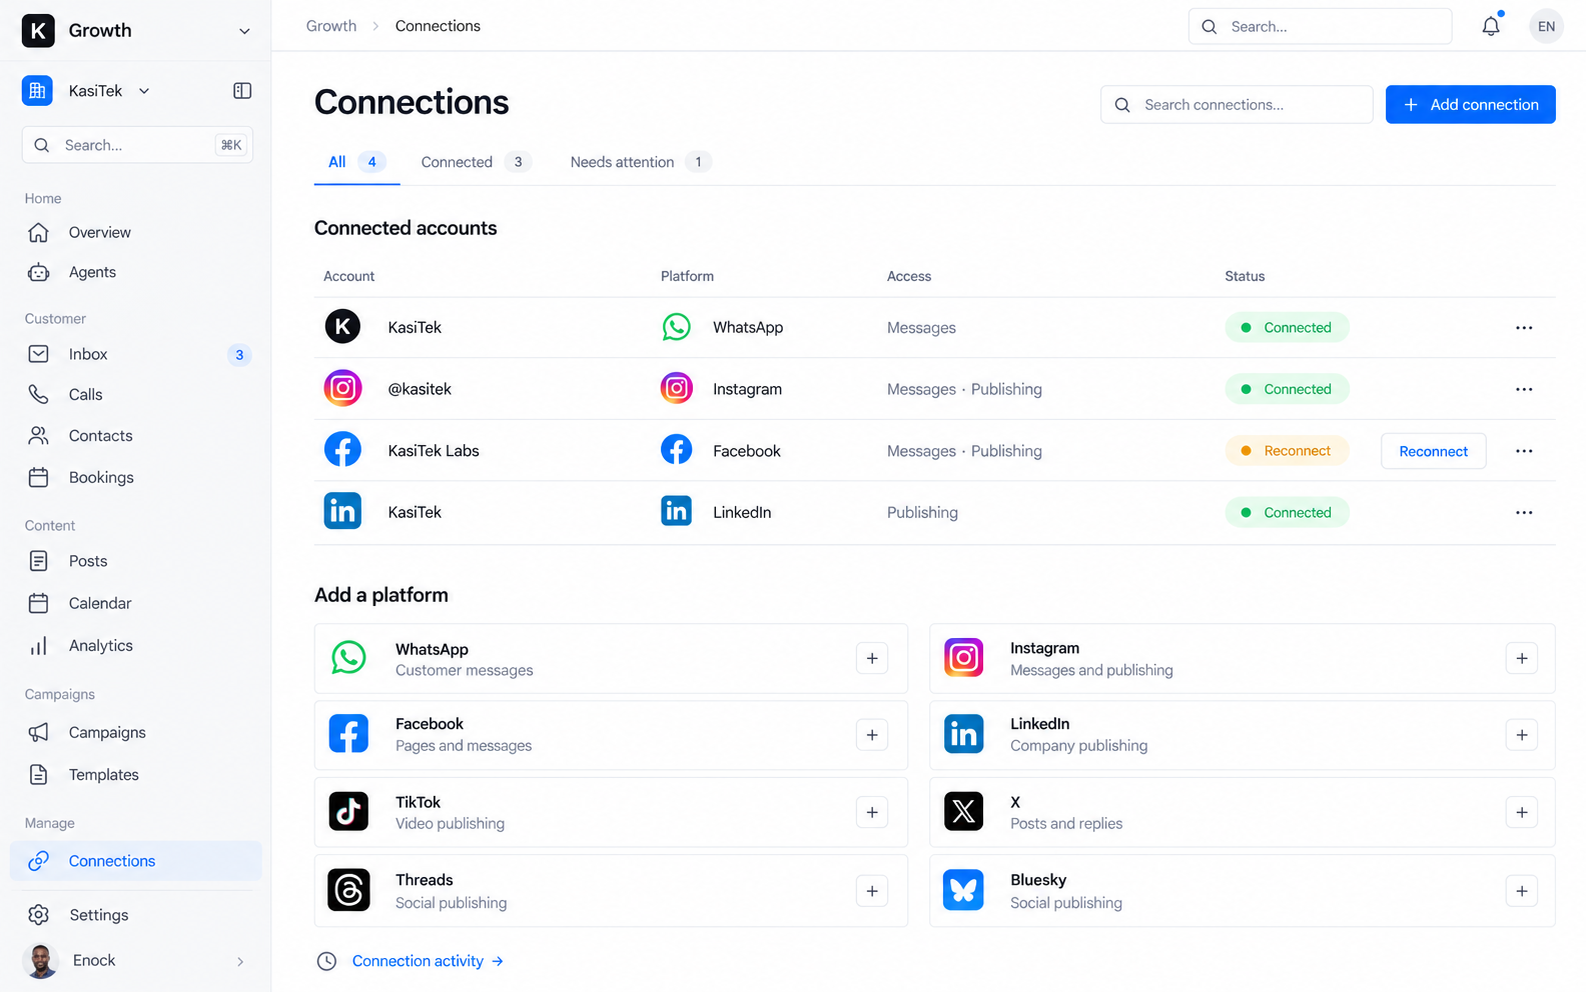 K Growth
KasiTek
Search... ⌘K
Home
Overview
Agents
Customer
Inbox 3
Calls
Contacts
Bookings
Content
Posts
Calendar
Analytics
Campaigns
Campaigns
Templates
Manage
Connections
Settings
Enock
Growth > Connections
Search...
EN
Connections
Search connections...
+ Add connection
All 4 Connected 3 Needs attention 1
Connected accounts
Account Platform Access Status
K KasiTek WhatsApp Messages Connected ...
@kasitek Instagram Messages · Publishing Connected ...
KasiTek Labs Facebook Messages · Publishing Reconnect Reconnect ...
in KasiTek in LinkedIn Publishing Connected ...
Add a platform
WhatsApp
Customer messages
+
Instagram
Messages and publishing
+
Facebook
Pages and messages
+
in LinkedIn
Company publishing
+
TikTok
Video publishing
+
X
Posts and replies
+
Threads
Social publishing
+
Bluesky
Social publishing
+
Connection activity →